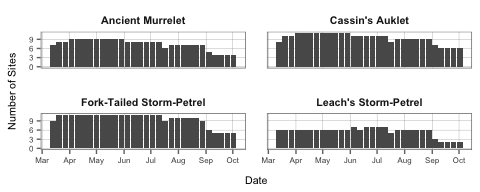 Ancient Murrelet
Cassin's Auklet
9
6
3
0
Number of Sites
Fork-Tailed Storm-Petrel
Leach's Storm-Petrel
9
6
3
0
Mar Apr May Jun Jul Aug Sep Oct
Mar Apr May Jun Jul Aug Sep Oct
Date